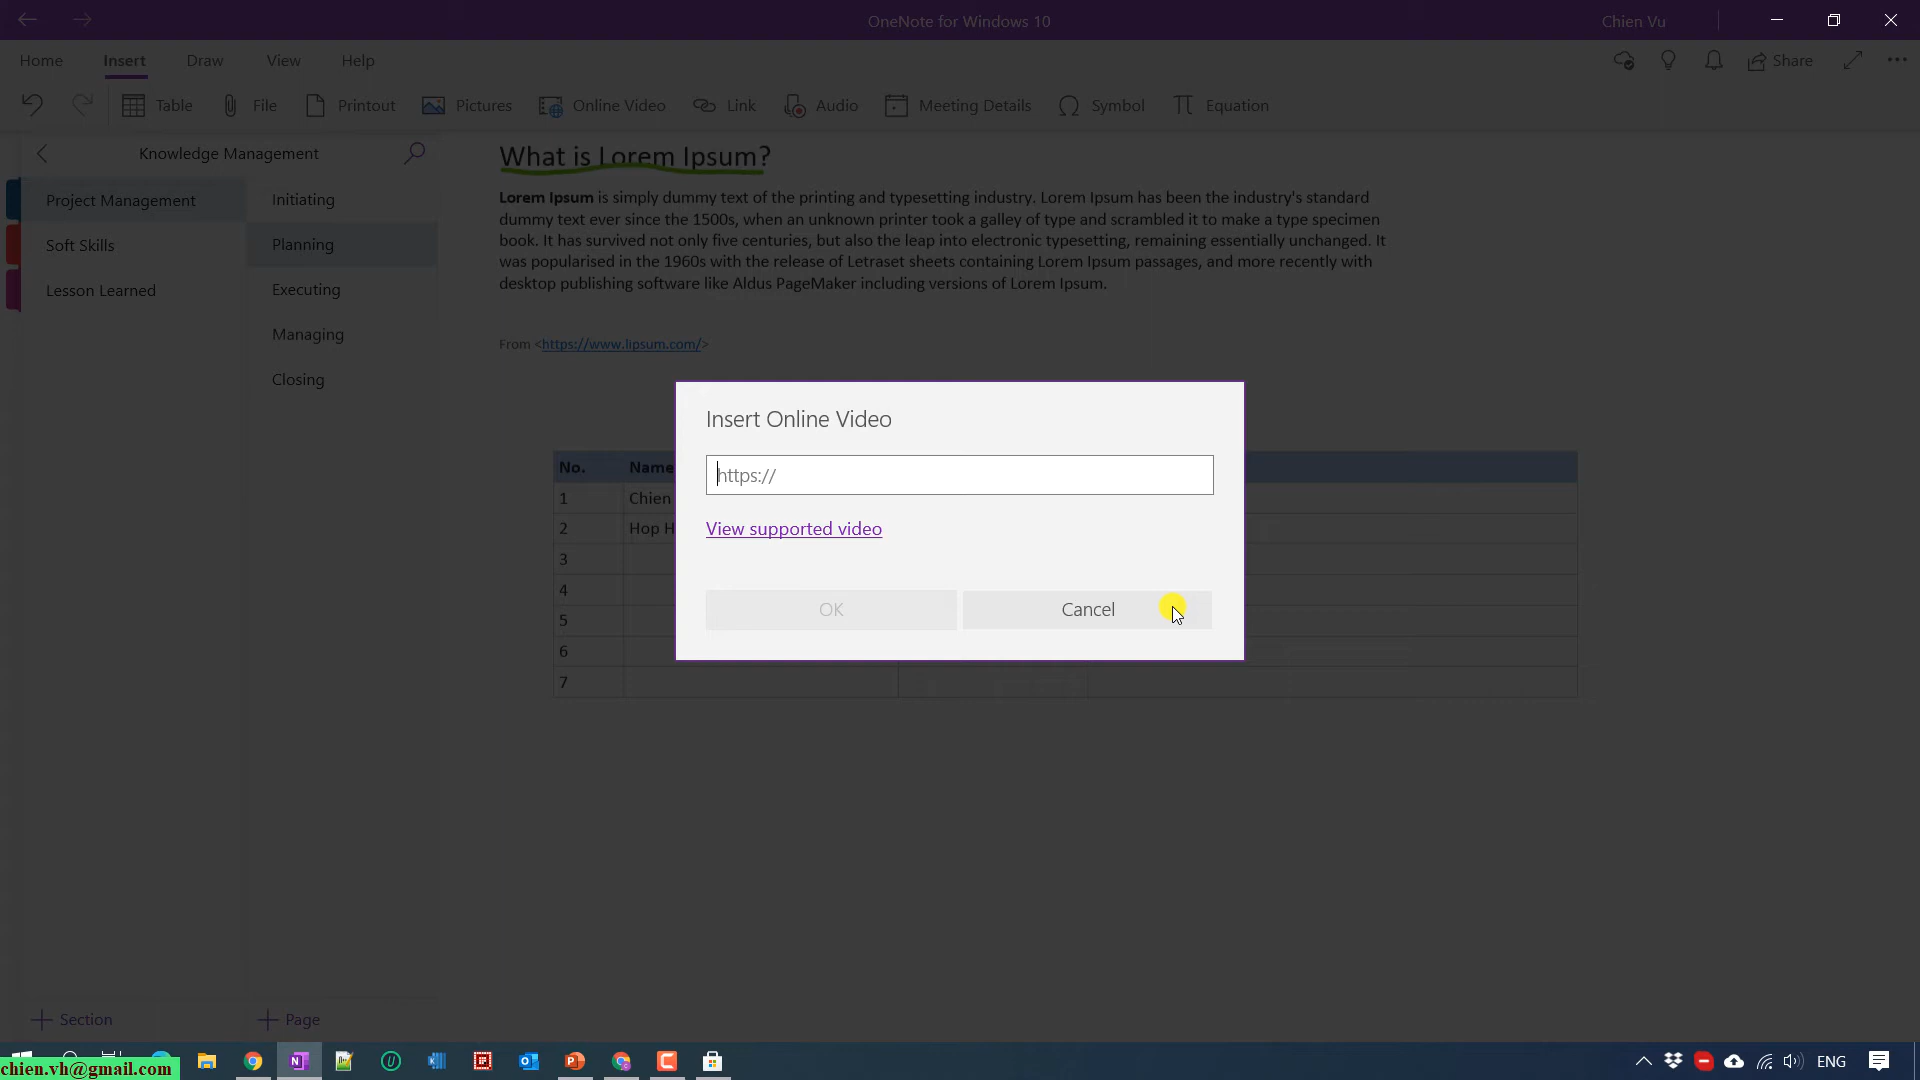 OneNote for Windows 10
Chien Vu
Home
Insert
Draw
View
Help
Share
Table
File
Printout
Pictures
Online Video
Link
Audio
Meeting Details
Symbol
Equation
Knowledge Management
Project Management
Soft Skills
Lesson Learned
Initiating
Planning
Executing
Managing
Closing
What is Lorem Ipsum?
Lorem Ipsum is simply dummy text of the printing and typesetting industry. Lorem Ipsum has been the industry's standard
dummy text ever since the 1500s, when an unknown printer took a galley of type and scrambled it to make a type specimen
book. It has survived not only five centuries, but also the leap into electronic typesetting, remaining essentially unchanged. It
was popularised in the 1960s with the release of Letraset sheets containing Lorem Ipsum passages, and more recently with
desktop publishing software like Aldus PageMaker including versions of Lorem Ipsum.
From <https://www.lipsum.com/>
No. Name
1 Chien
2 Hop H
3
4
5
6
7
Insert Online Video
https://
View supported video
OK
Cancel
Section
Page
chien.vh@gmail.com
ENG